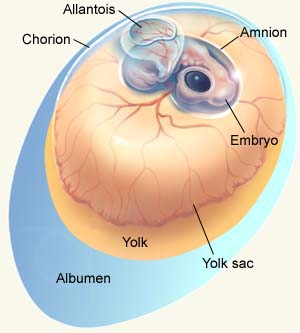 Allantois
Chorion
Amnion
Embryo
Yolk
Yolk sac
Albumen